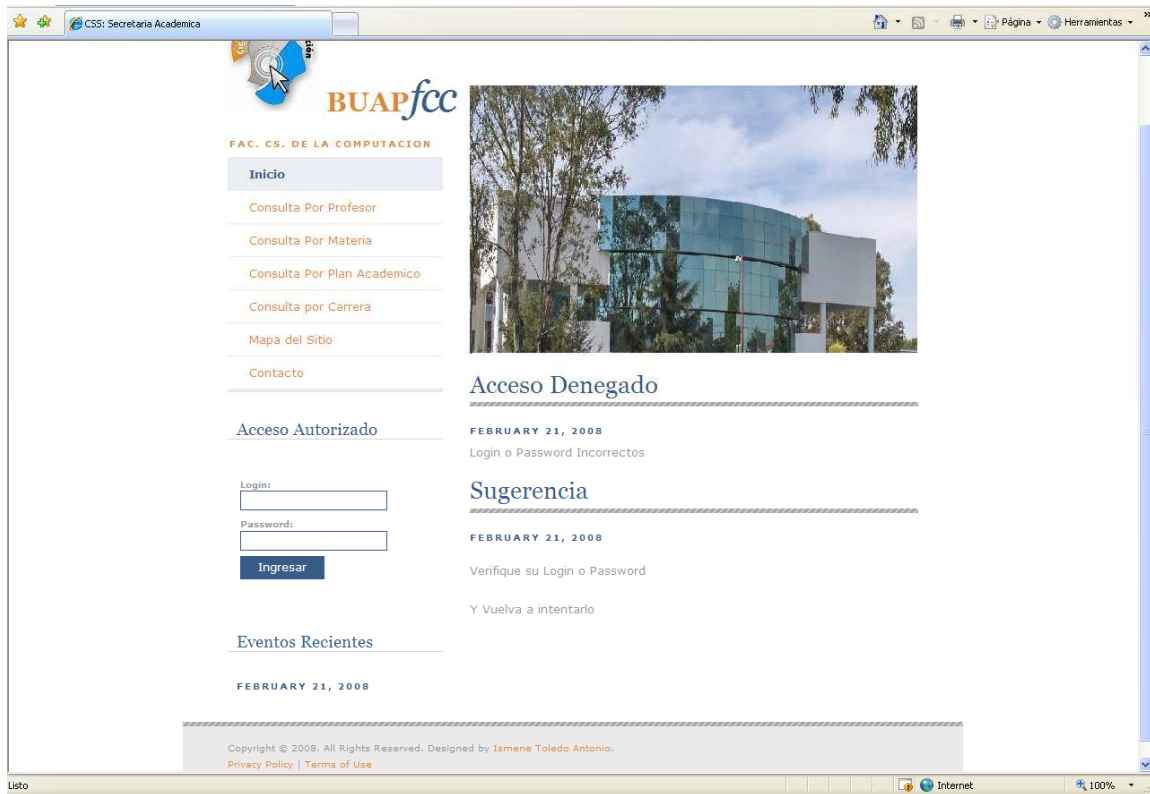 CSS: Secretaria Academica
Página
Herramientas
ión
BUAPfcc
FAC. CS. DE LA COMPUTACION
Inicio
Consulta Por Profesor
Consulta Por Materia
Consulta Por Plan Academico
Consulta por Carrera
Mapa del Sitio
Contacto
Acceso Autorizado
Login:
Password:
Ingresar
Eventos Recientes
FEBRUARY 21, 2008
Acceso Denegado
FEBRUARY 21, 2008
Login o Password Incorrectos
Sugerencia
FEBRUARY 21, 2008
Verifique su Login o Password
Y Vuelva a intentarlo
Copyright © 2008. All Rights Reserved. Designed by Ismene Toledo Antonio.
Privacy Policy | Terms of Use
Listo
Internet
100%